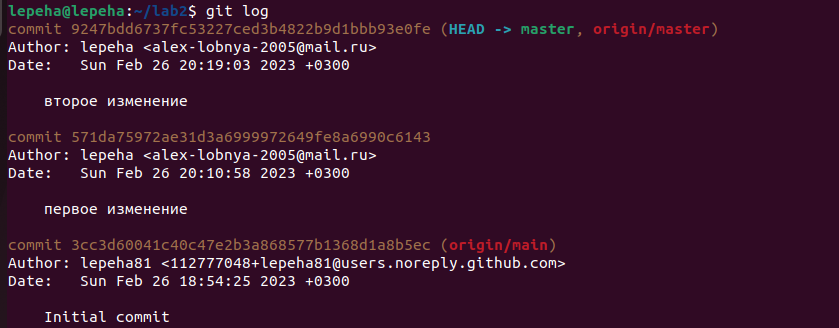 lepeha@lepeha:~/lab2$ git log
commit 9247bdd6737fc53227ced3b4822b9d1bbb93e0fe (HEAD -> master, origin/master)
Author: lepeha <alex-lobnya-2005@mail.ru>
Date:   Sun Feb 26 20:19:03 2023 +0300
второе изменение
commit 571da75972ae31d3a6999972649fe8a6990c6143
Author: lepeha <alex-lobnya-2005@mail.ru>
Date:   Sun Feb 26 20:10:58 2023 +0300
первое изменение
commit 3cc3d60041c40c47e2b3a868577b1368d1a8b5ec (origin/main)
Author: lepeha81 <112777048+lepeha81@users.noreply.github.com>
Date:   Sun Feb 26 18:54:25 2023 +0300
Initial commit